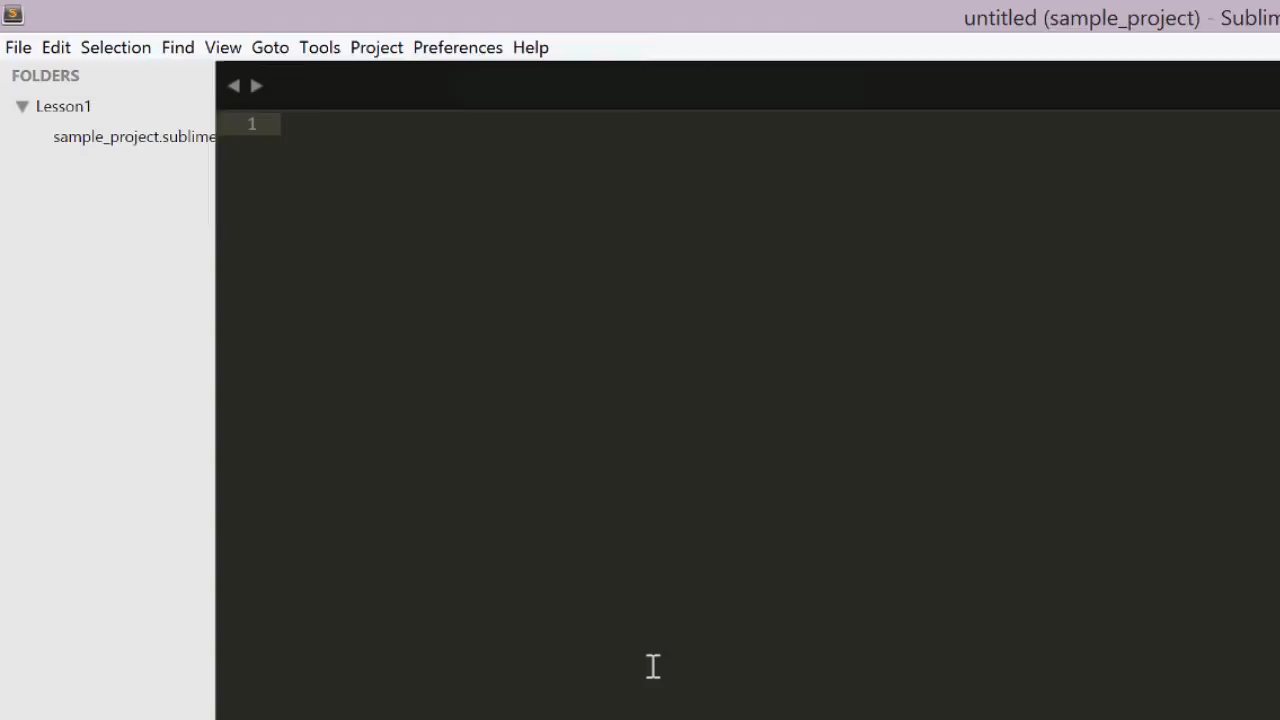 untitled (sample_project) - Sublim
File Edit Selection Find View Goto Tools Project Preferences Help
FOLDERS
Lesson1
1
sample_project.sublime